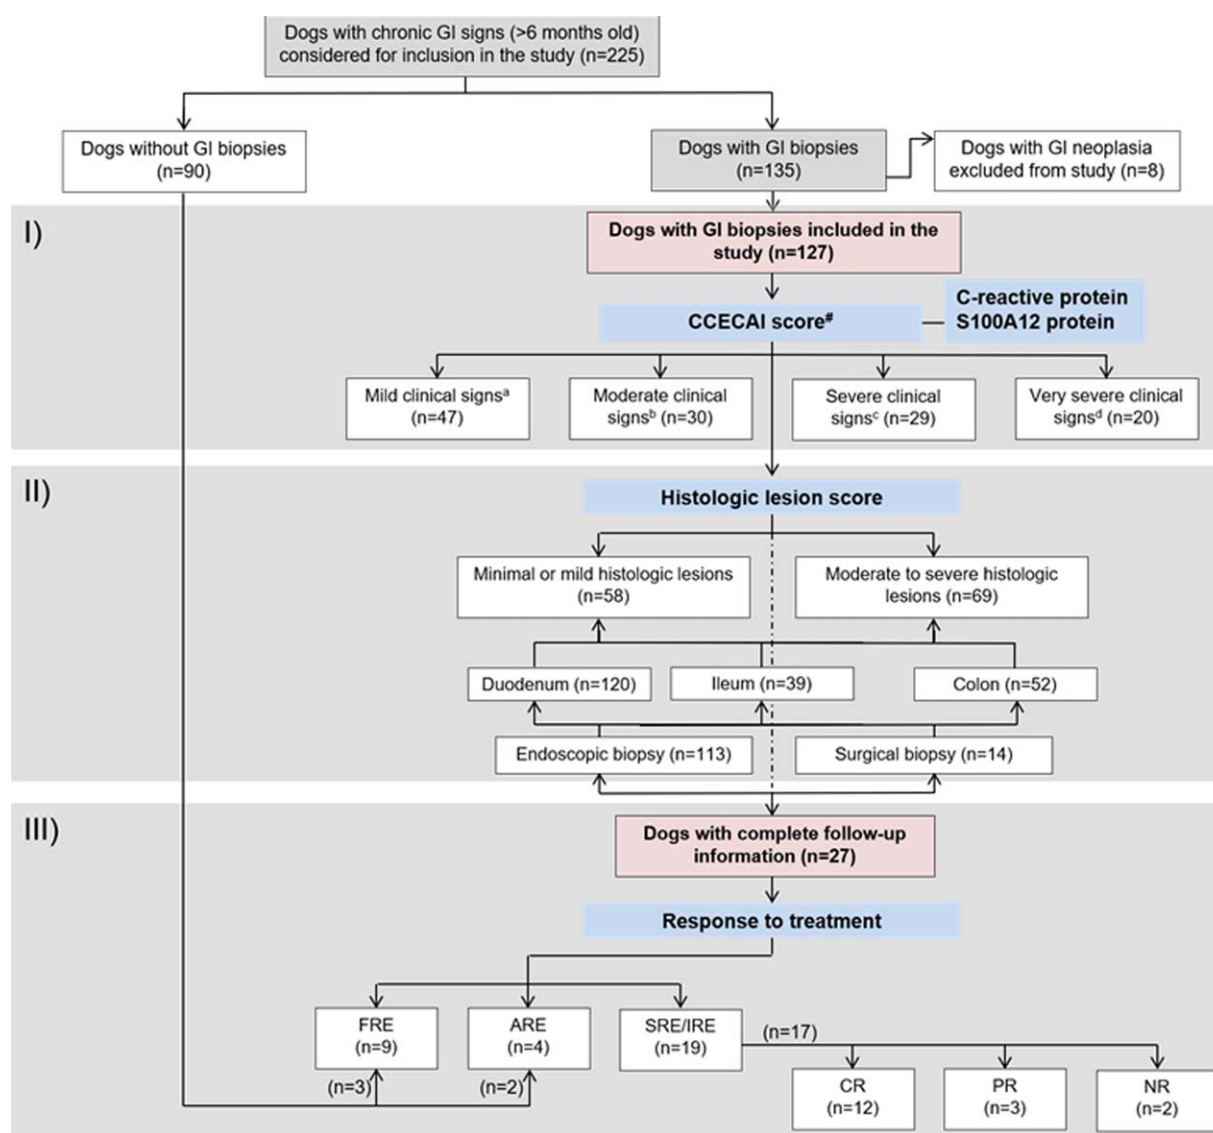 Dogs with chronic GI signs (>6 months old)
considered for inclusion in the study (n=225)
Dogs without GI biopsies
(n=90)
Dogs with GI biopsies
(n=135)
Dogs with GI neoplasia
excluded from study (n=8)
I)
Dogs with GI biopsies included in the
study (n=127)
CCECAI score#
C-reactive protein
S100A12 protein
Mild clinical signsᵃ
(n=47)
Moderate clinical
signsᵇ (n=30)
Severe clinical
signsᶜ (n=29)
Very severe clinical
signsᵈ (n=20)
II)
Histologic lesion score
Minimal or mild histologic lesions
(n=58)
Moderate to severe histologic
lesions (n=69)
Duodenum (n=120)
Ileum (n=39)
Colon (n=52)
Endoscopic biopsy (n=113)
Surgical biopsy (n=14)
III)
Dogs with complete follow-up
information (n=27)
Response to treatment
FRE
(n=9)
ARE
(n=4)
SRE/IRE
(n=19)
(n=17)
(n=3)
(n=2)
CR
(n=12)
PR
(n=3)
NR
(n=2)